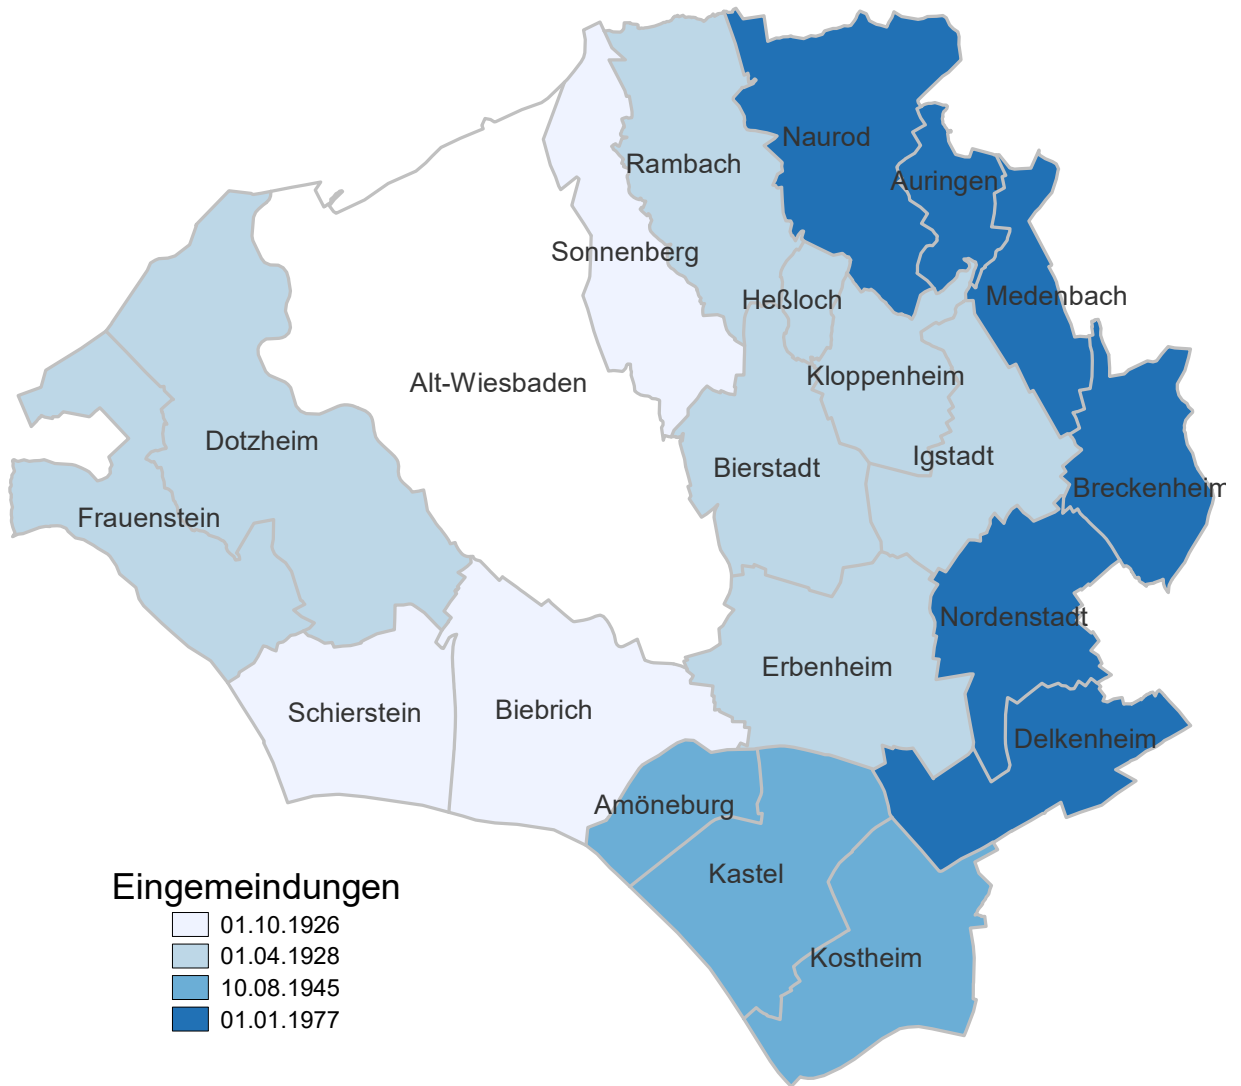 Naurod
Rambach
Auringen
Sonnenberg
Heßloch
Medenbach
Kloppenheim
Alt-Wiesbaden
Dotzheim
Igstadt
Bierstadt
Breckenheim
Frauenstein
Nordenstadt
Erbenheim
Biebrich
Schierstein
Delkenheim
Amöneburg
Kastel
Kostheim
Eingemeindungen
01.10.1926
01.04.1928
10.08.1945
01.01.1977